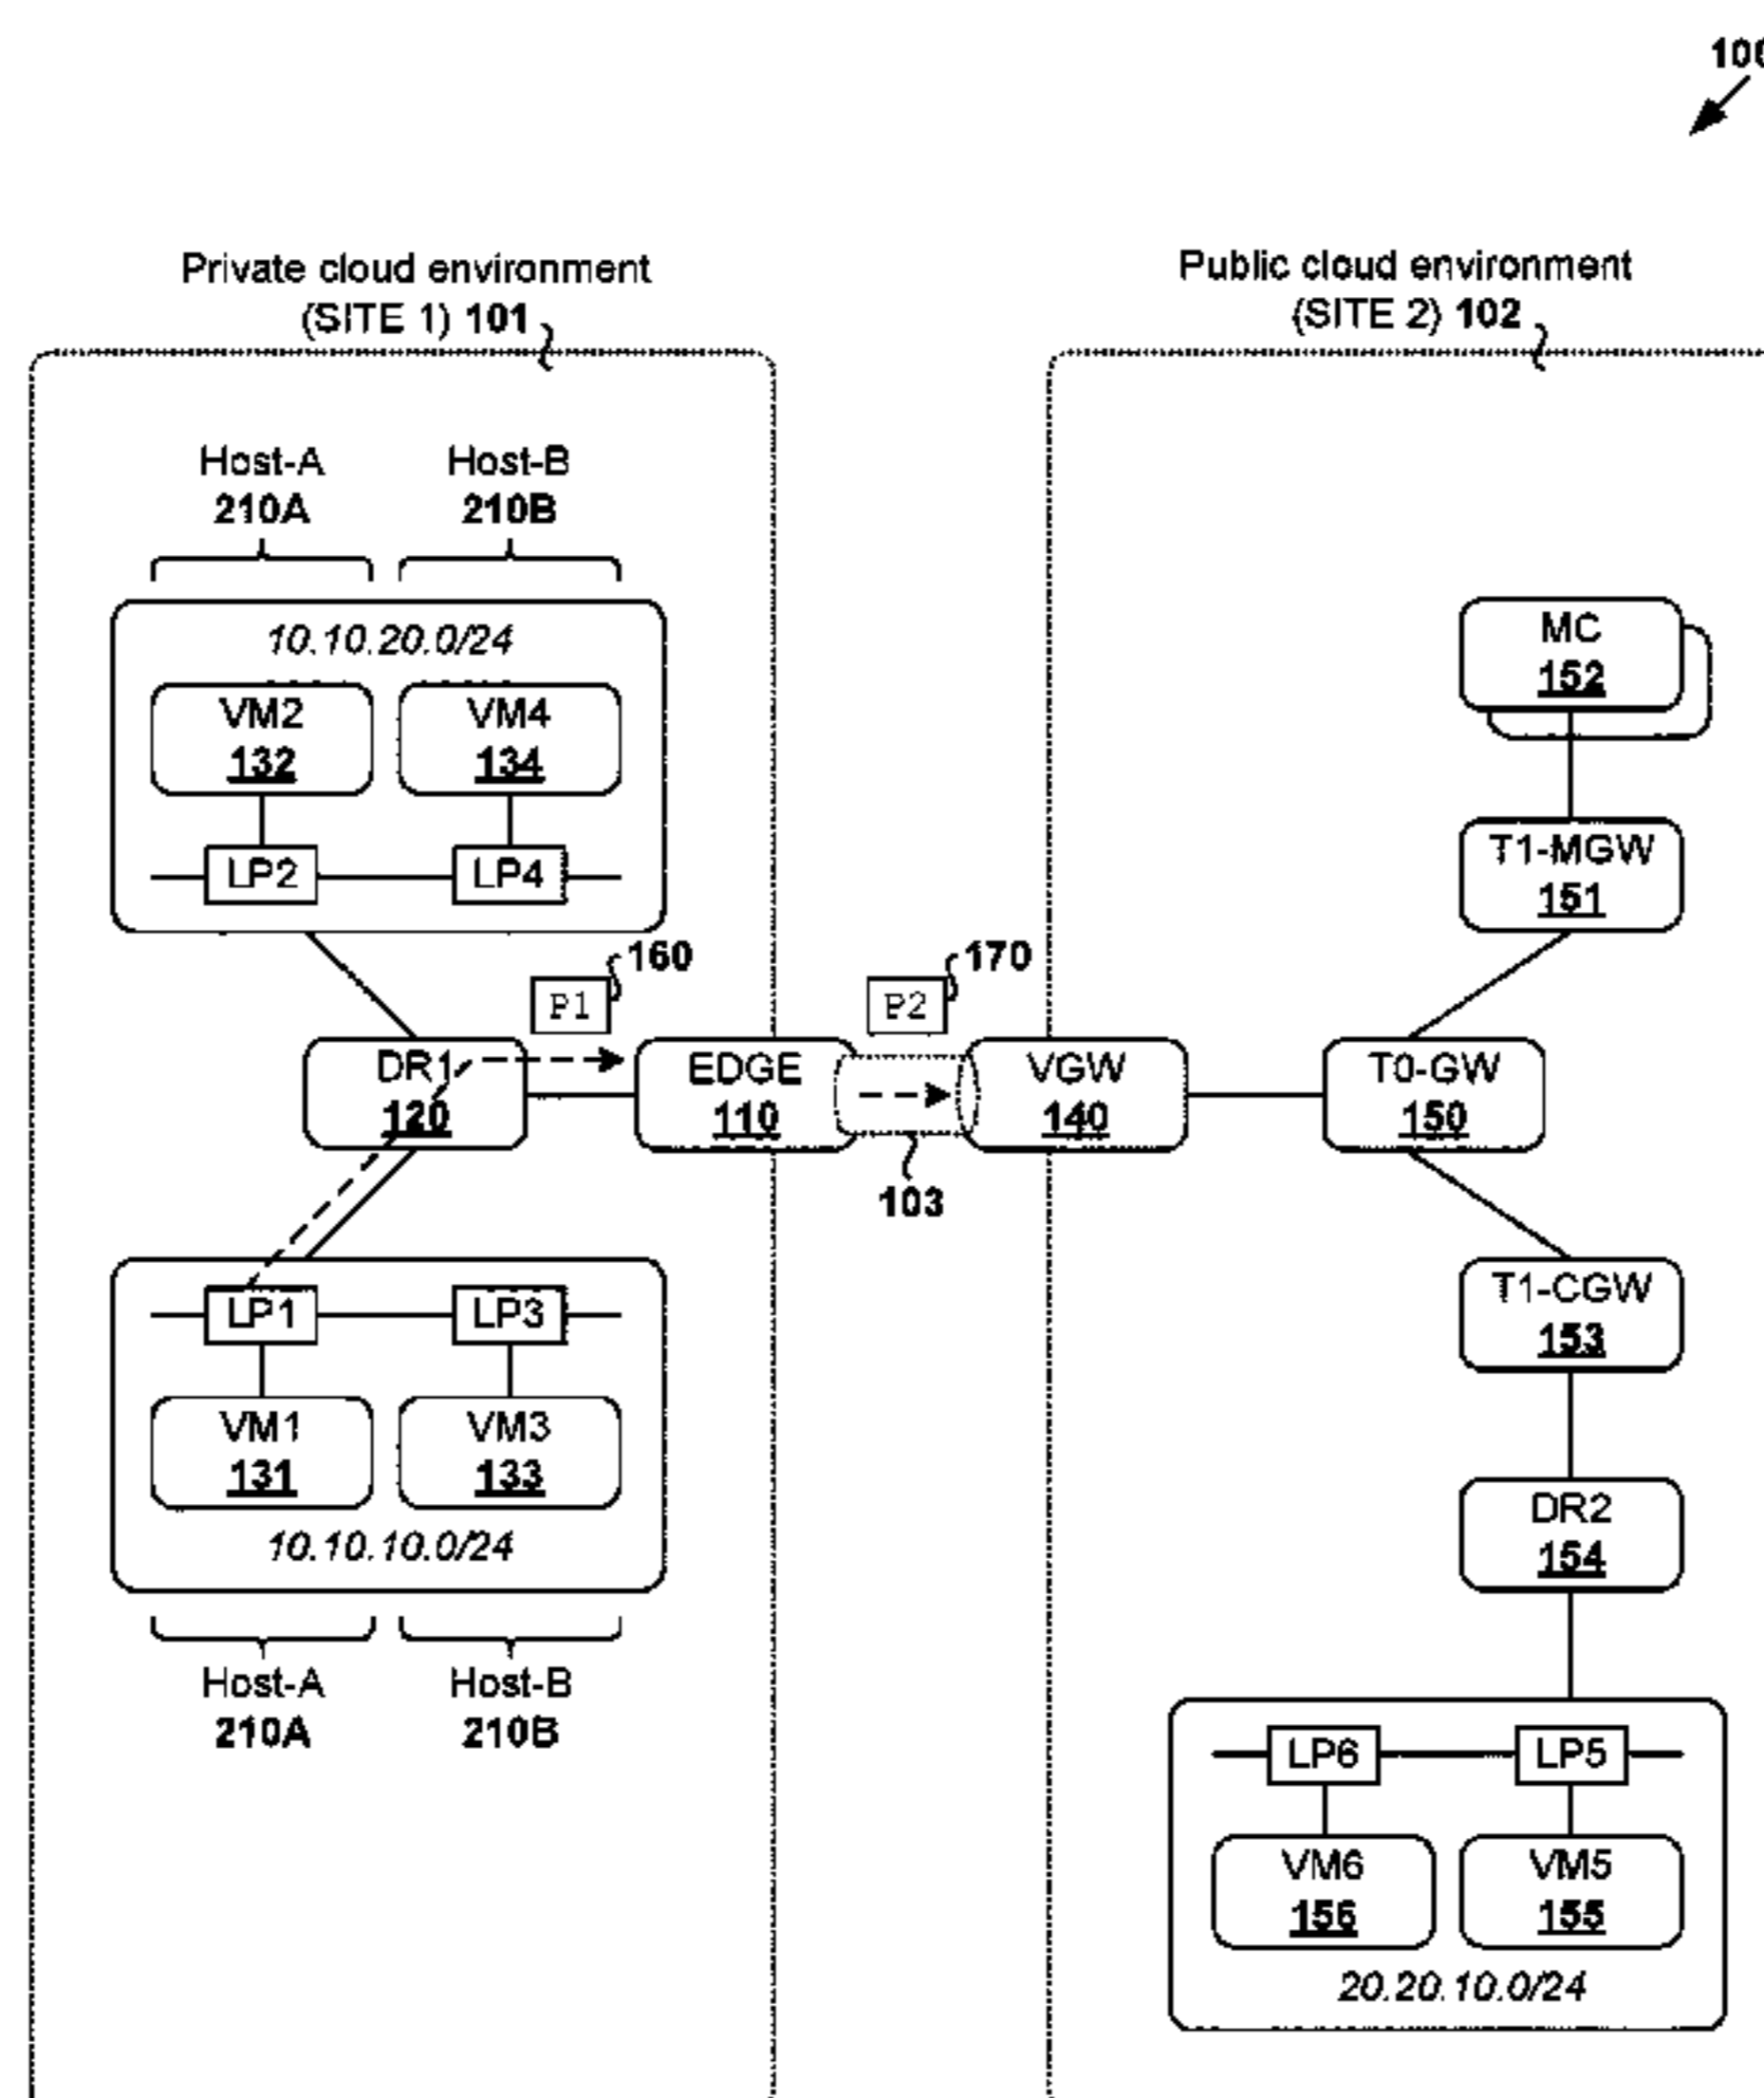 100
Private cloud environment
(SITE 1) 101
Public cloud environment
(SITE 2) 102
Host-A
210A
Host-B
210B
10.10.20.0/24
VM2
132
VM4
134
LP2
LP4
MC
152
T1-MGW
151
P1
160
P2
170
DR1
120
EDGE
110
VGW
140
T0-GW
150
103
LP1
LP3
VM1
131
VM3
133
10.10.10.0/24
Host-A
210A
Host-B
210B
T1-CGW
153
DR2
154
LP6
LP5
VM6
156
VM5
155
20.20.10.0/24